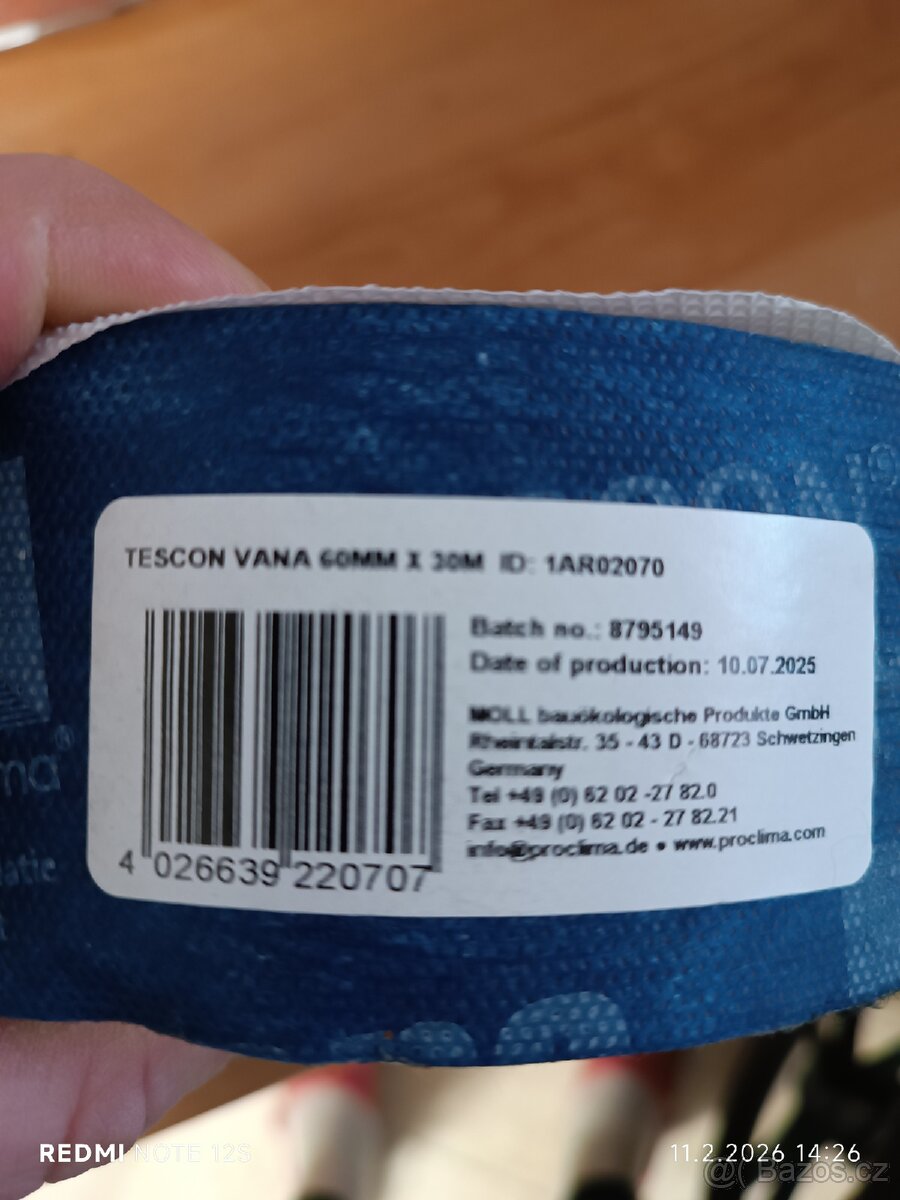 TESCON VANA 60MM X 30M ID: 1AR02070
Batch no.: 8795149
Date of production: 10.07.2025
MOLL bauökologische Produkte GmbH
Rheintalstr. 35 - 43 D - 68723 Schwetzingen
Germany
Tel +49 (0) 62 02 -27 82.0
Fax +49 (0) 62 02 - 27 82.21
info@proclima.de • www.proclima.com
4 026639 220707
REDMI NOTE 12S
11.2.2026 14:26
Bazoš.cz